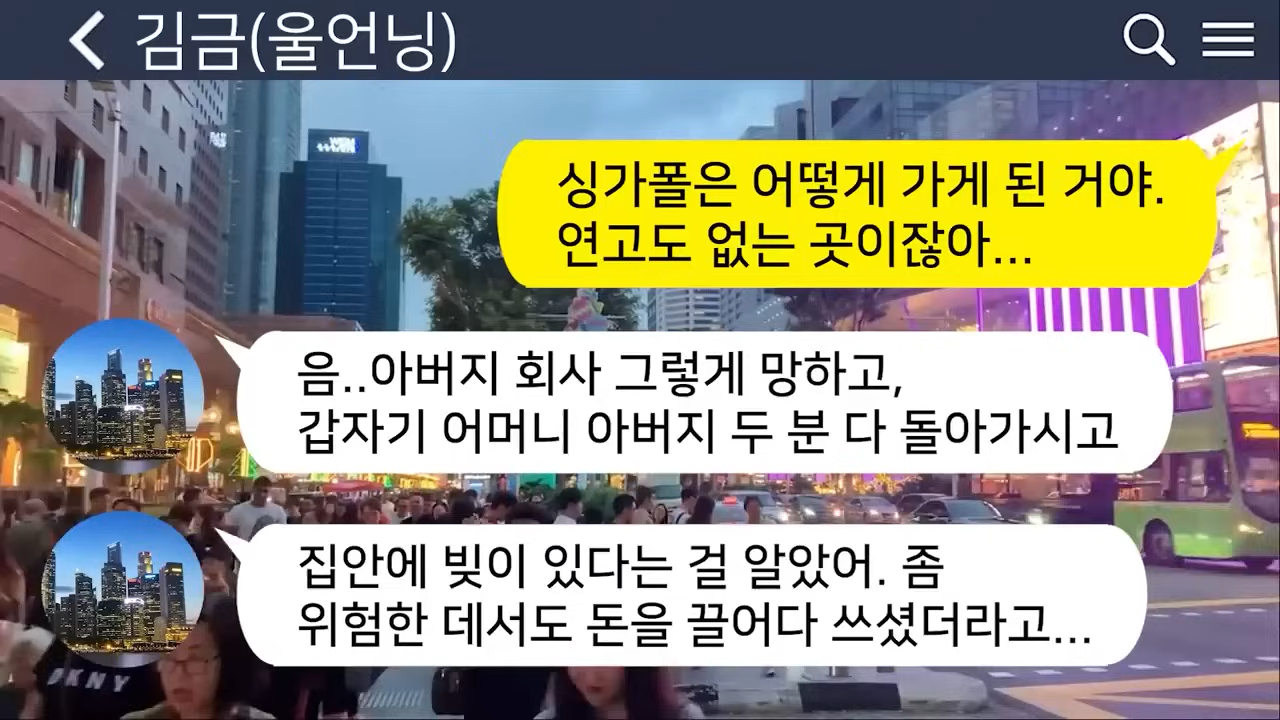 김금(울언닝)
싱가폴은 어떻게 가게 된 거야.
연고도 없는 곳이잖아...
음..아버지 회사 그렇게 망하고,
갑자기 어머니 아버지 두 분 다 돌아가시고
집안에 빚이 있다는 걸 알았어. 좀
위험한 데서도 돈을 끌어다 쓰셨더라고...
DKNY